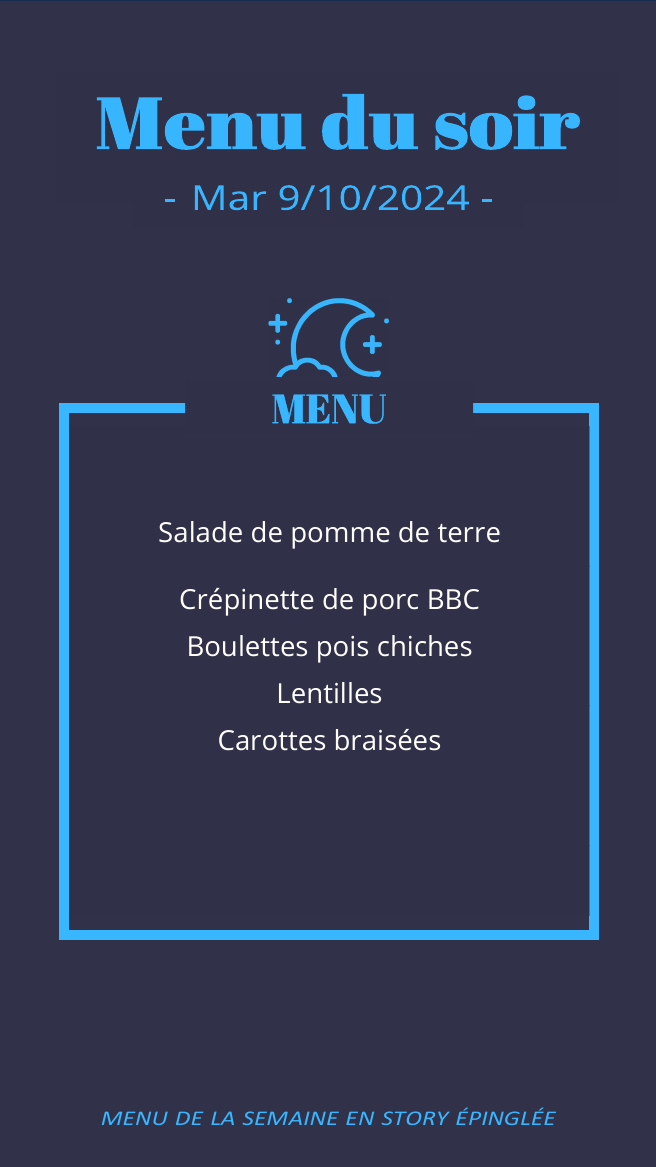 Menu du soir
- Mar 9/10/2024 -
MENU
Salade de pomme de terre
Crépinette de porc BBC
Boulettes pois chiches
Lentilles
Carottes braisées
MENU DE LA SEMAINE EN STORY ÉPINGLÉE